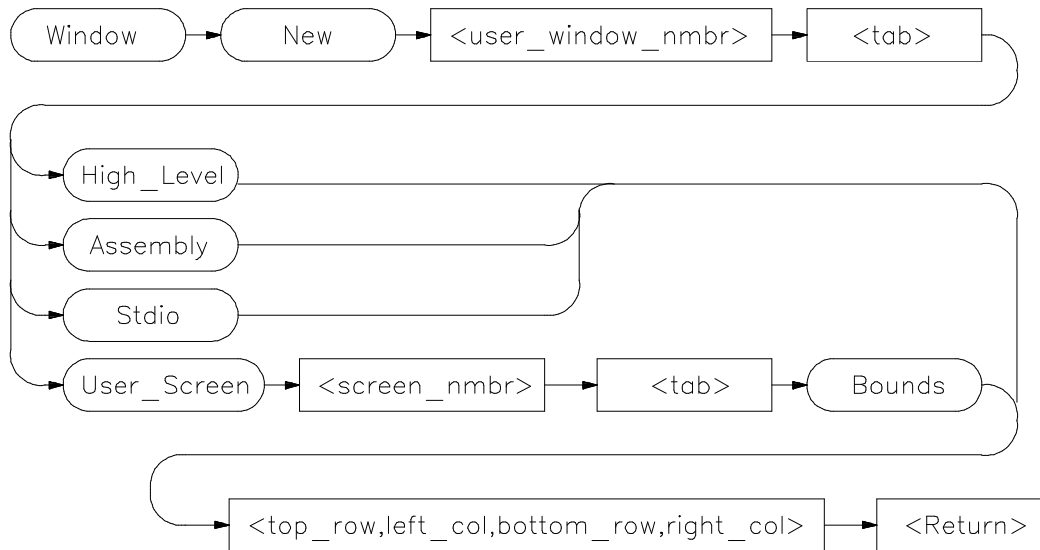 Window New <user_window_nmbr> <tab>
High_Level
Assembly
Stdio
User_Screen <screen_nmbr> <tab> Bounds
<top_row,left_col,bottom_row,right_col> <Return>